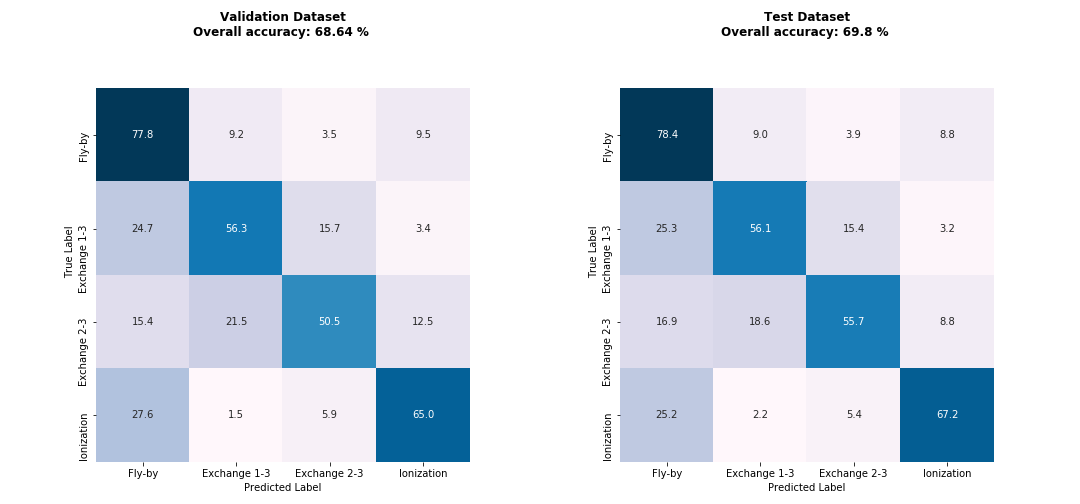 Validation Dataset
Overall accuracy: 68.64 %
True Label
Fly-by
77.8 9.2 3.5 9.5
Exchange 1-3
24.7 56.3 15.7 3.4
Exchange 2-3
15.4 21.5 50.5 12.5
Ionization
27.6 1.5 5.9 65.0
Fly-by Exchange 1-3 Exchange 2-3 Ionization
Predicted Label
Test Dataset
Overall accuracy: 69.8 %
True Label
Fly-by
78.4 9.0 3.9 8.8
Exchange 1-3
25.3 56.1 15.4 3.2
Exchange 2-3
16.9 18.6 55.7 8.8
Ionization
25.2 2.2 5.4 67.2
Fly-by Exchange 1-3 Exchange 2-3 Ionization
Predicted Label